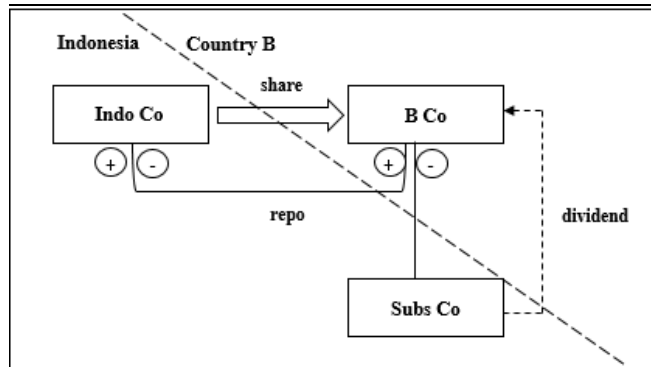 Indonesia
Country B
share
Indo Co
B Co
+
-
+
-
repo
dividend
Subs Co